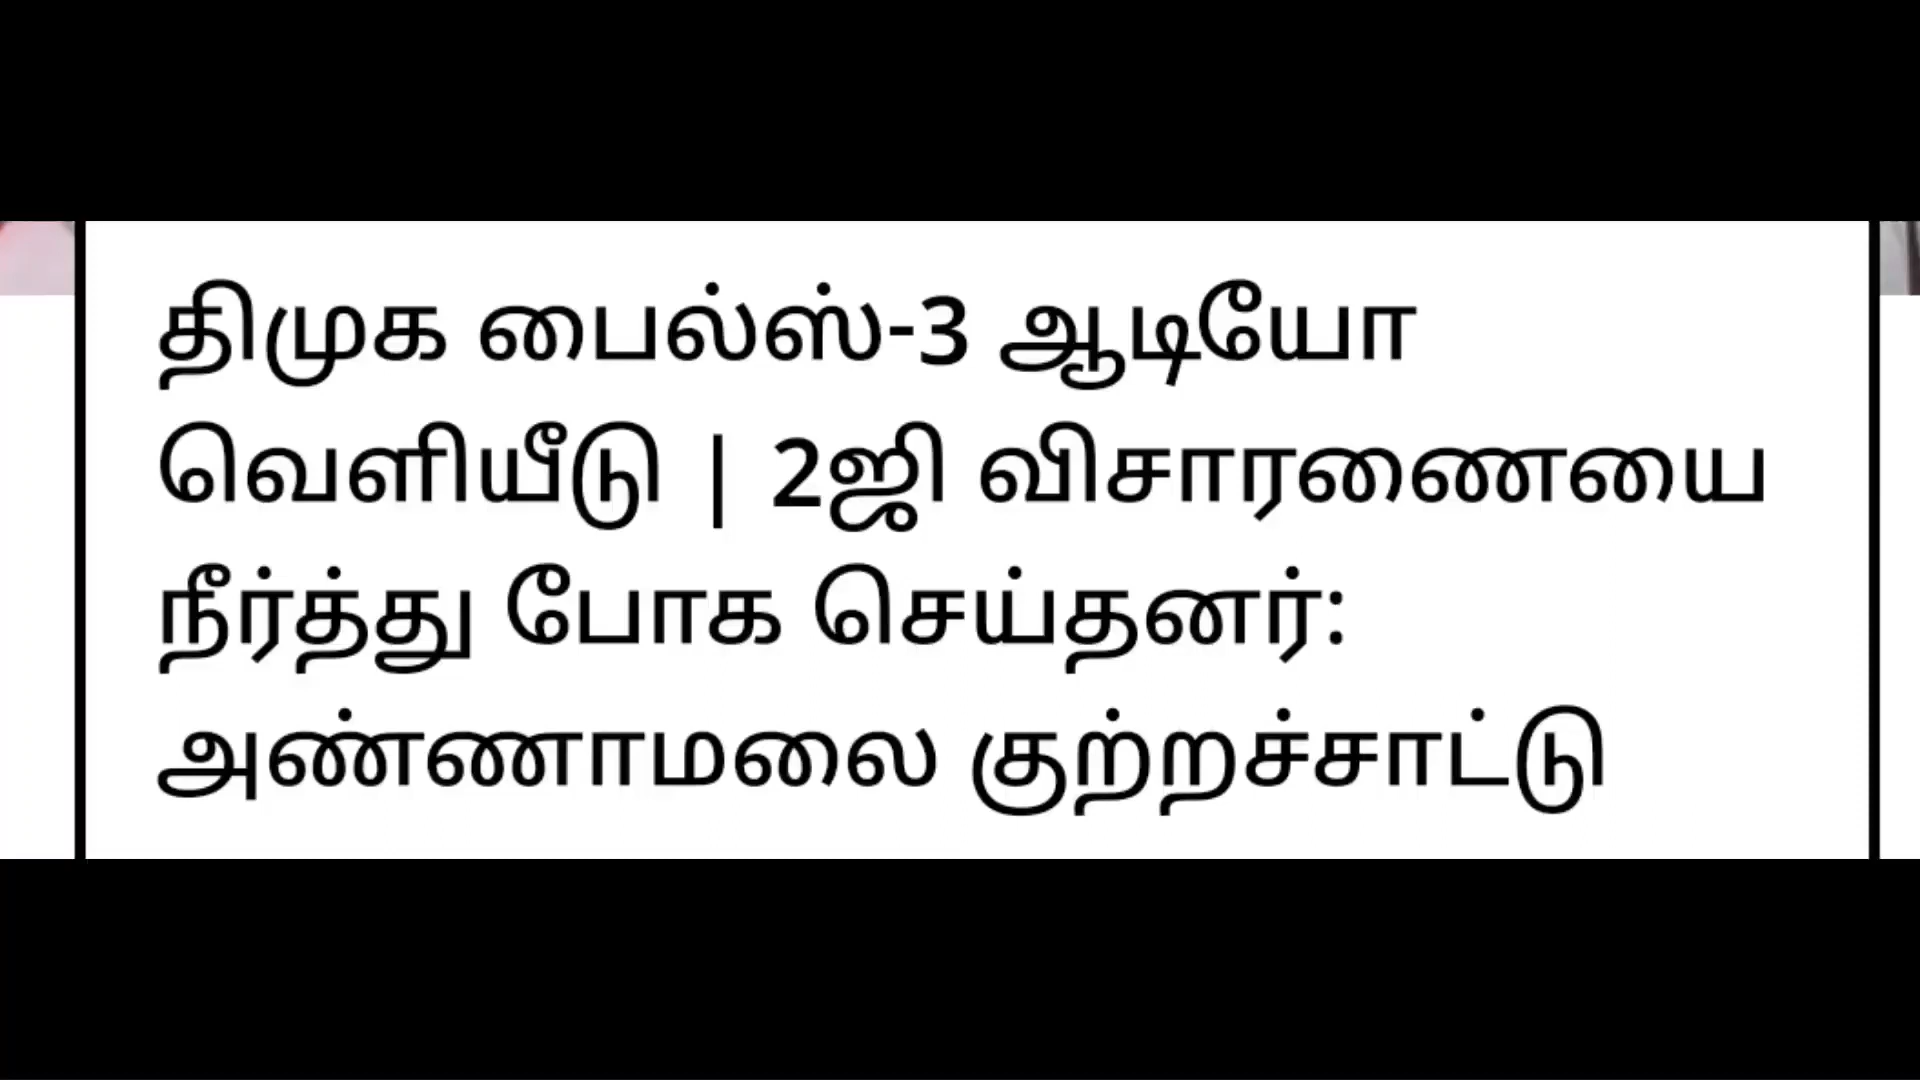 திமுக பைல்ஸ்-3 ஆடியோ
வெளியீடு | 2ஜி விசாரணையை
நீர்த்து போக செய்தனர்:
அண்ணாமலை குற்றச்சாட்டு